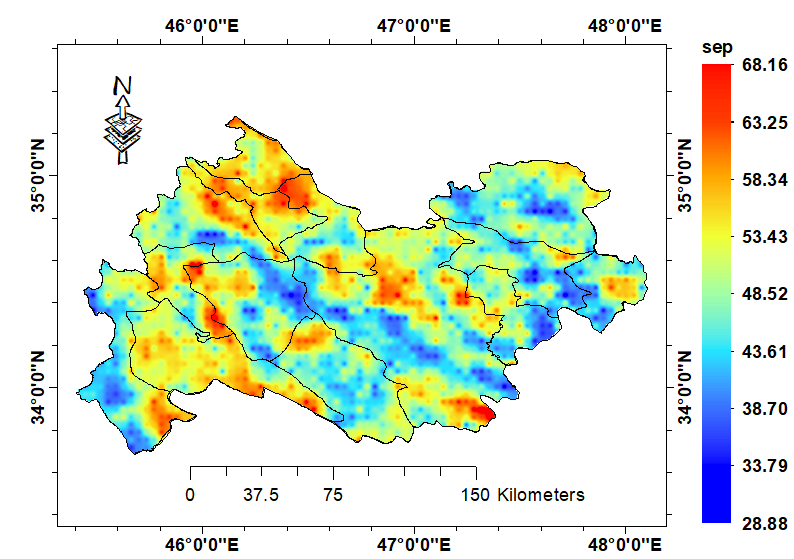 46°0'0"E 47°0'0"E 48°0'0"E
sep
N
68.16
63.25
58.34
53.43
48.52
43.61
38.70
33.79
28.88
35°0'0"N 35°0'0"N
34°0'0"N 34°0'0"N
0 37.5 75 150 Kilometers
46°0'0"E 47°0'0"E 48°0'0"E